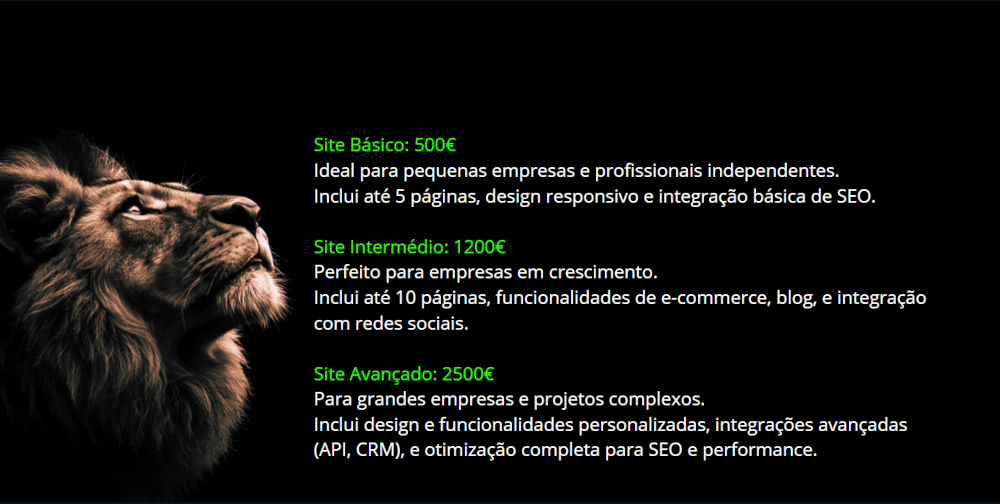 Site Básico: 500€
Ideal para pequenas empresas e profissionais independentes.
Inclui até 5 páginas, design responsivo e integração básica de SEO.
Site Intermédio: 1200€
Perfeito para empresas em crescimento.
Inclui até 10 páginas, funcionalidades de e-commerce, blog, e integração
com redes sociais.
Site Avançado: 2500€
Para grandes empresas e projetos complexos.
Inclui design e funcionalidades personalizadas, integrações avançadas
(API, CRM), e otimização completa para SEO e performance.